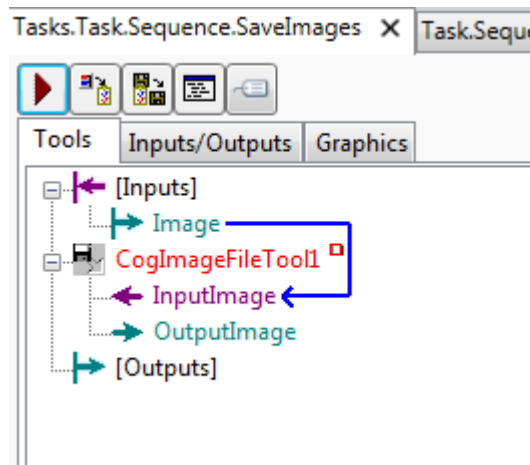 Tasks.Task.Sequence.SaveImages X Task.Sequ
Tools Inputs/Outputs Graphics
[Inputs]
Image
CogImageFileTool1
InputImage
OutputImage
[Outputs]